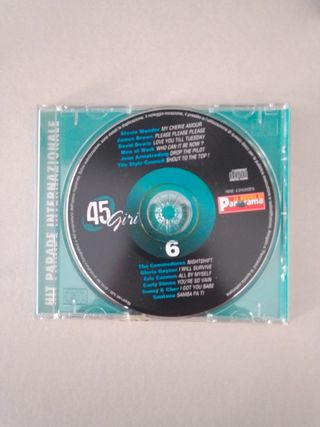 HIT PARADE INTERNAZIONALE
Stevie Wonder MY CHERIE AMOUR
James Brown PLEASE PLEASE PLEASE
David Bowie LOVE YOU TILL TUESDAY
Men at Work WHO CAN IT BE NOW ?
Joan Armatrading DROP THE PILOT
The Style Council SHOUT TO THE TOP !
45 Giri
Panorama
6
The Commodores NIGHTSHIFT
Gloria Gaynor I WILL SURVIVE
Eric Carmen ALL BY MYSELF
Carly Simon YOU'RE SO VAIN
Sonny & Cher I GOT YOU BABE
Santana SAMBA PA TI